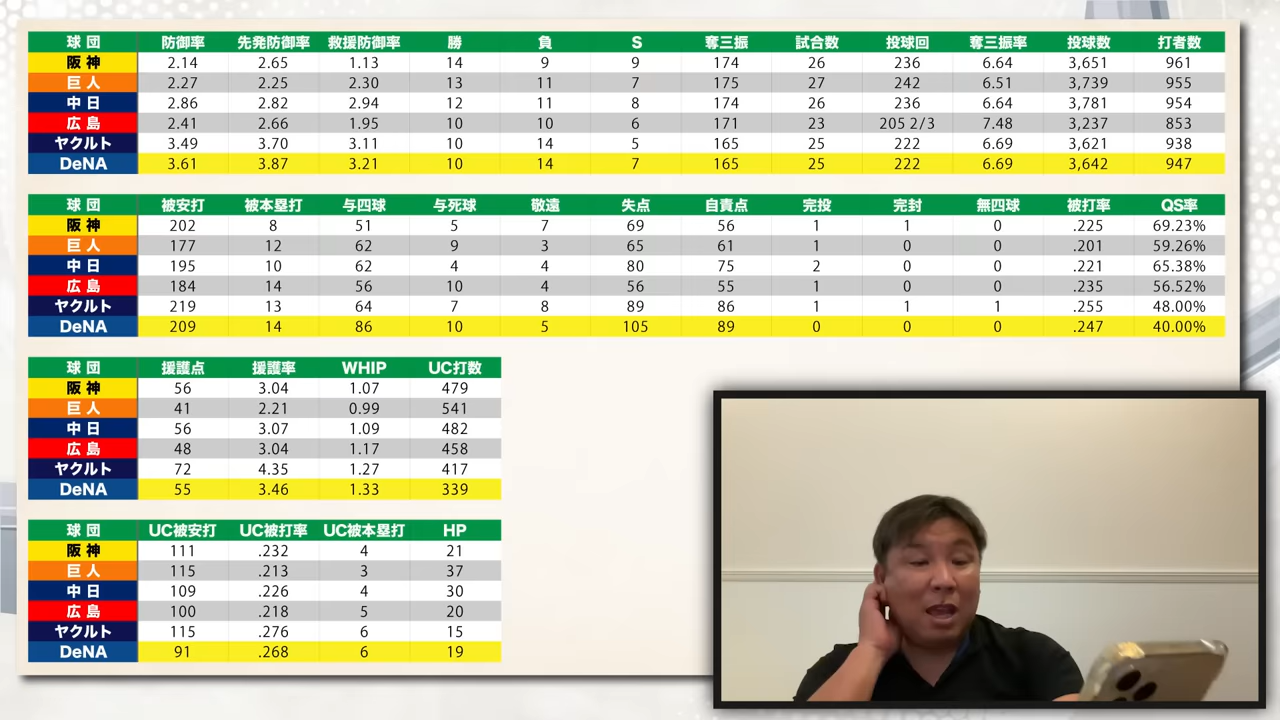 球団 防御率 先発防御率 救援防御率 勝 負 S 奪三振 試合数 投球回 奪三振率 投球数 打者数
阪神 2.14 2.65 1.13 14 9 9 174 26 236 6.64 3,651 961
巨人 2.27 2.25 2.30 13 11 7 175 27 242 6.51 3,739 955
中日 2.86 2.82 2.94 12 11 8 174 26 236 6.64 3,781 954
広島 2.41 2.66 1.95 10 10 6 171 23 205 2/3 7.48 3,237 853
ヤクルト 3.49 3.70 3.11 10 14 5 165 25 222 6.69 3,621 938
DeNA 3.61 3.87 3.21 10 14 7 165 25 222 6.69 3,642 947
球団 被安打 被本塁打 与四球 与死球 敬遠 失点 自責点 完投 完封 無四球 被打率 QS率
阪神 202 8 51 5 7 69 56 1 1 0 .225 69.23%
巨人 177 12 62 9 3 65 61 1 0 0 .201 59.26%
中日 195 10 62 4 4 80 75 2 0 0 .221 65.38%
広島 184 14 56 10 4 56 55 1 0 0 .235 56.52%
ヤクルト 219 13 64 7 8 89 86 1 1 1 .255 48.00%
DeNA 209 14 86 10 5 105 89 0 0 0 .247 40.00%
球団 援護点 援護率 WHIP UC打数
阪神 56 3.04 1.07 479
巨人 41 2.21 0.99 541
中日 56 3.07 1.09 482
広島 48 3.04 1.17 458
ヤクルト 72 4.35 1.27 417
DeNA 55 3.46 1.33 339
球団 UC被安打 UC被打率 UC被本塁打 HP
阪神 111 .232 4 21
巨人 115 .213 3 37
中日 109 .226 4 30
広島 100 .218 5 20
ヤクルト 115 .276 6 15
DeNA 91 .268 6 19